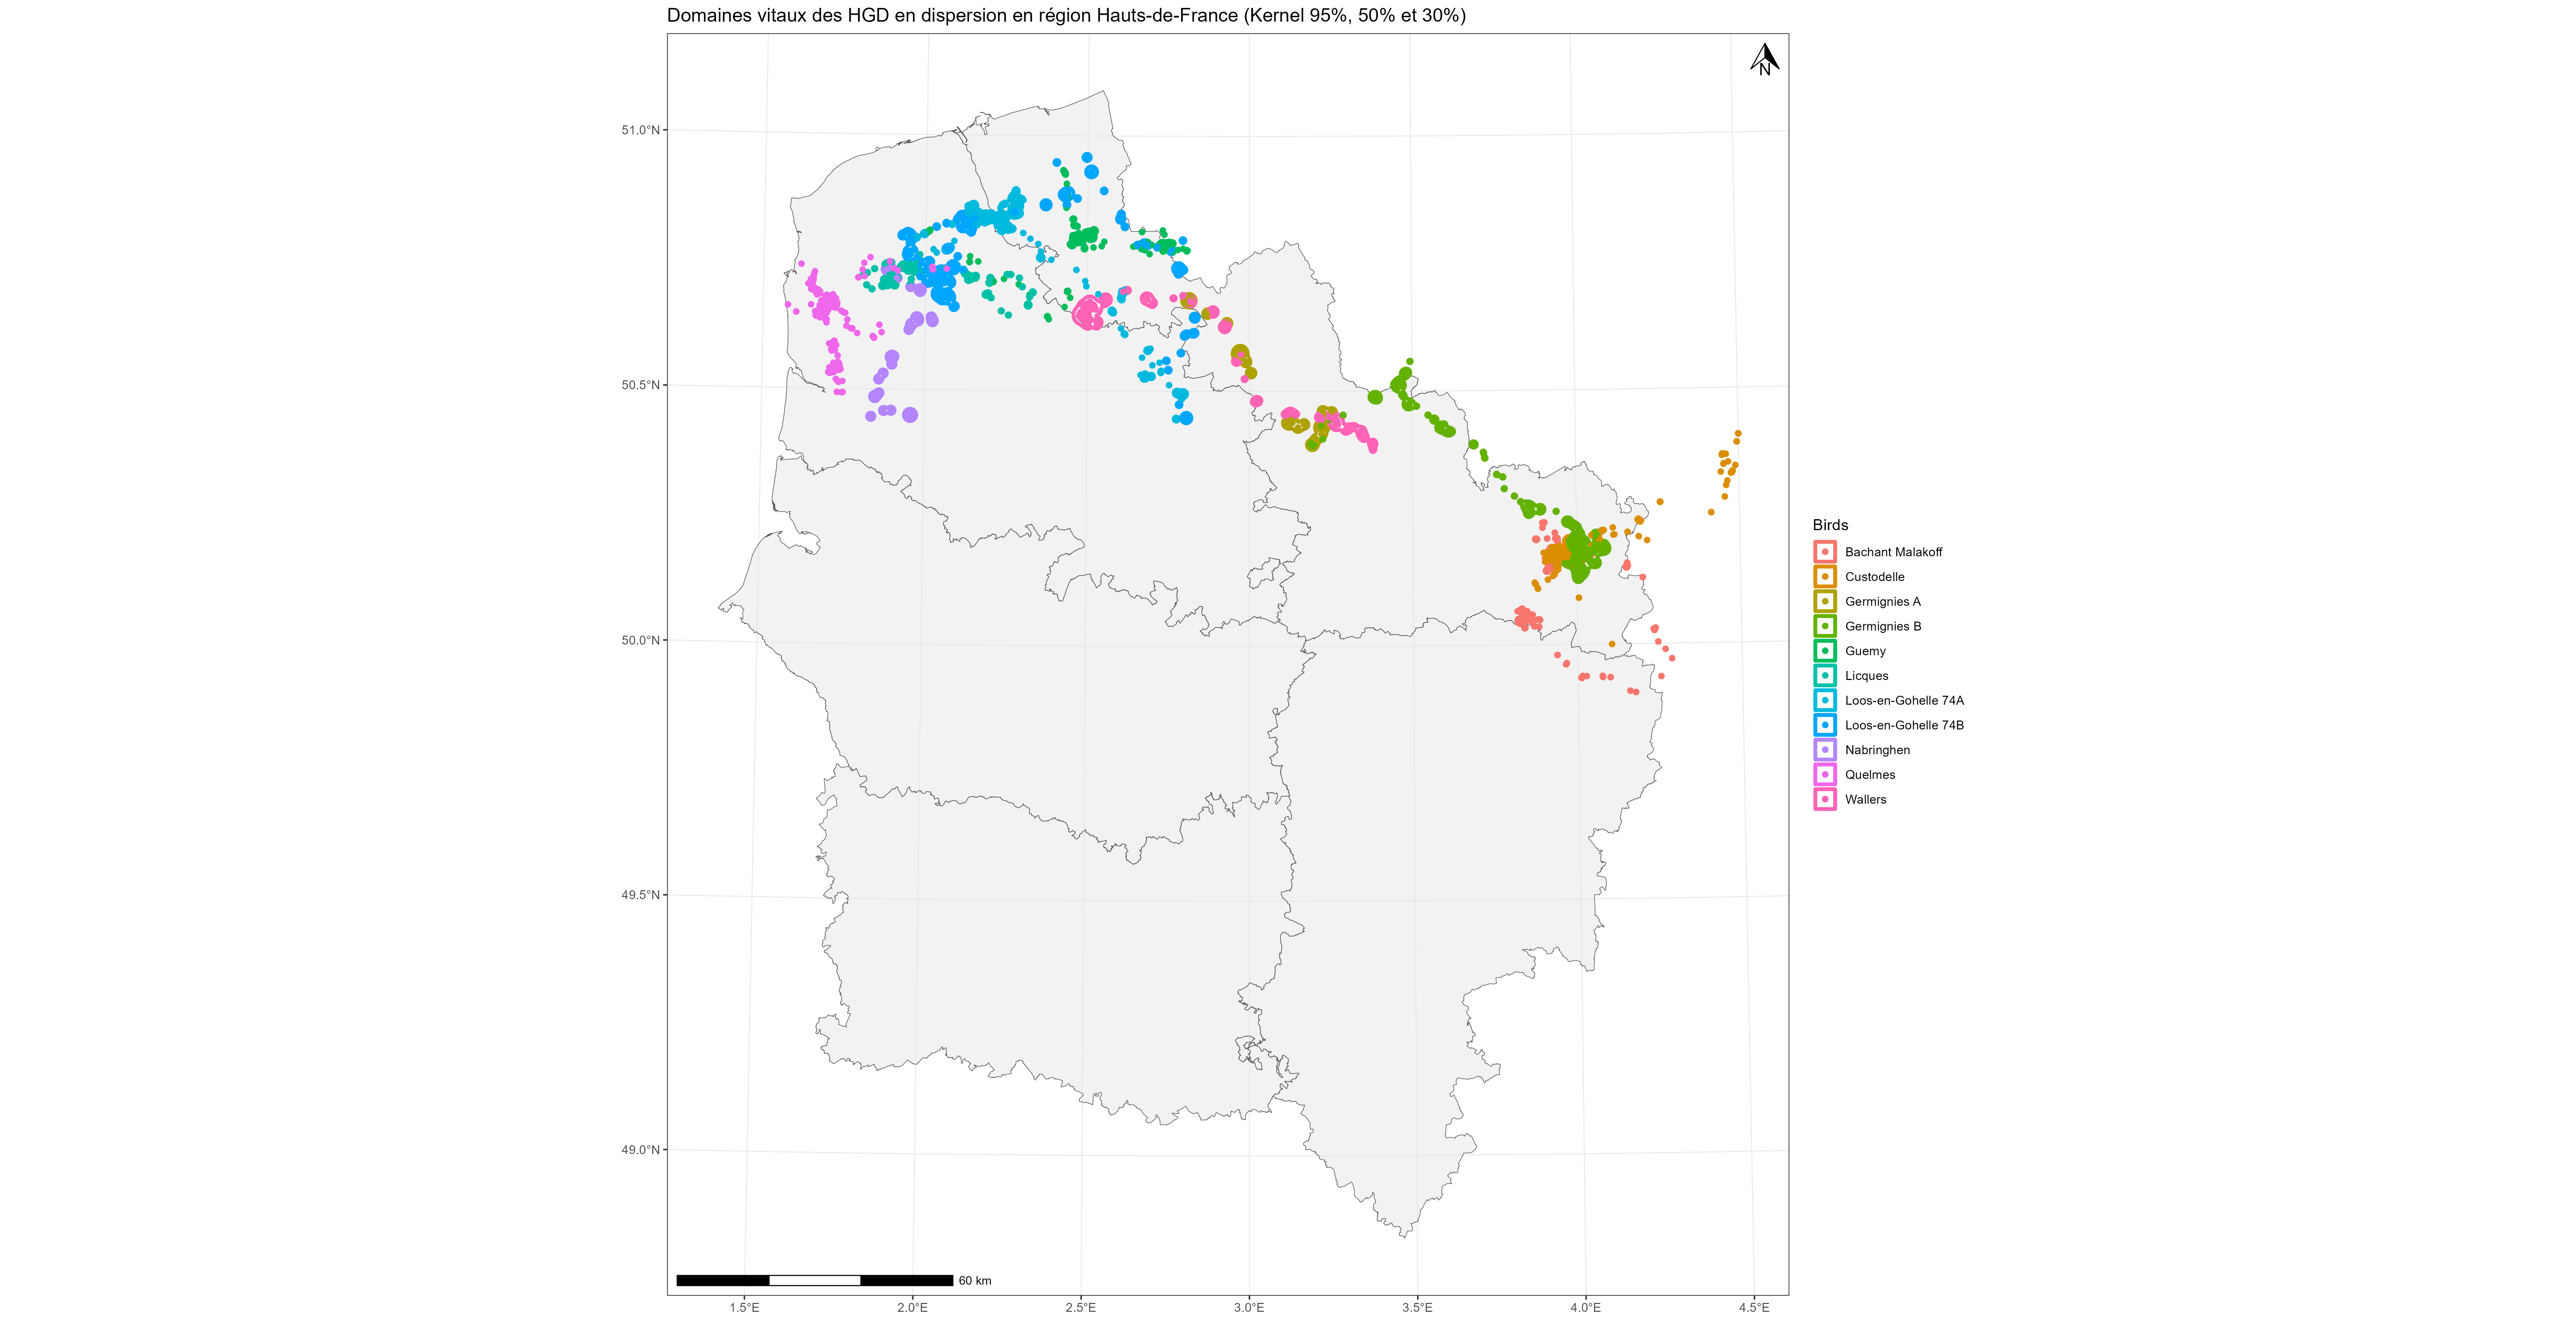 Domaines vitaux des HGD en dispersion en région Hauts-de-France (Kernel 95%, 50% et 30%)
N
51.0°N
50.5°N
50.0°N
49.5°N
49.0°N
Birds
Bachant Malakoff
Custodelle
Germignies A
Germignies B
Guemy
Licques
Loos-en-Gohelle 74A
Loos-en-Gohelle 74B
Nabringhen
Quelmes
Wallers
60 km
1.5°E 2.0°E 2.5°E 3.0°E 3.5°E 4.0°E 4.5°E